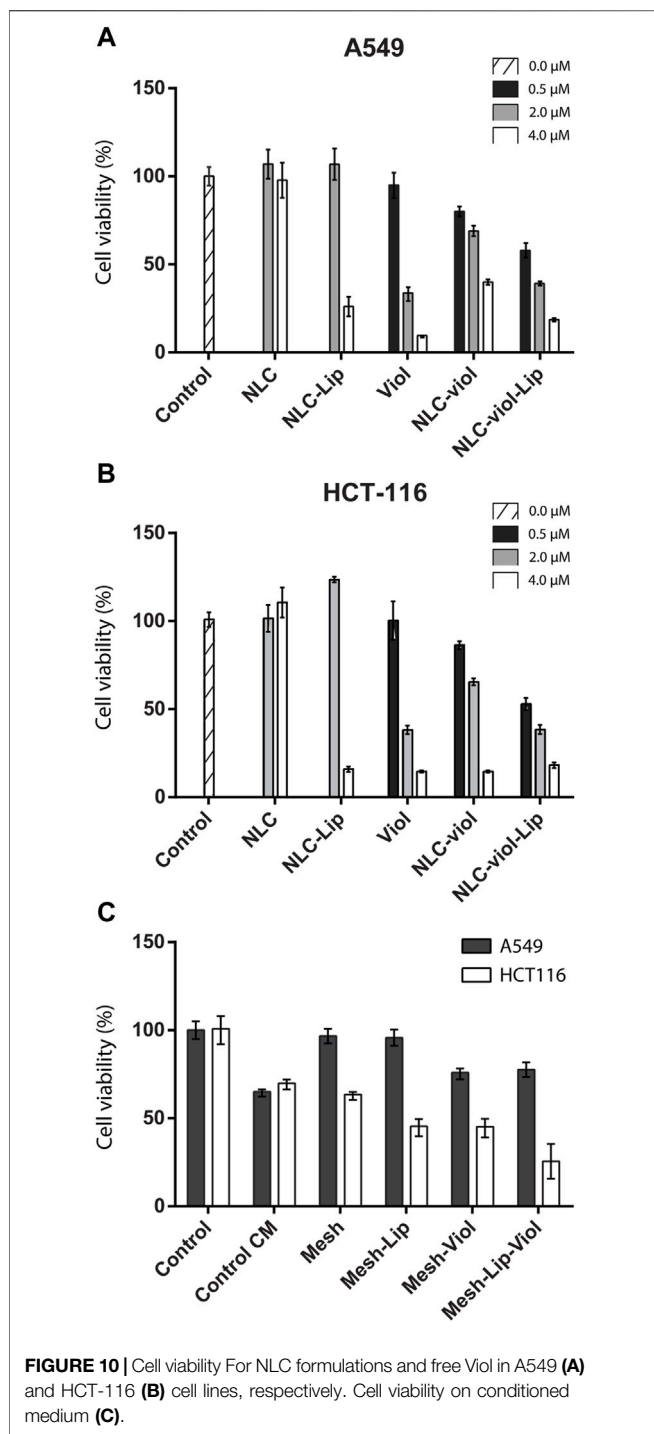 A
A549
0.0 µM
0.5 µM
2.0 µM
4.0 µM
Cell viability (%)
150
100
50
0
Control
NLC
NLC-Lip
Viol
NLC-viol
NLC-viol-Lip
B
HCT-116
0.0 µM
0.5 µM
2.0 µM
4.0 µM
Cell viability (%)
150
100
50
0
Control
NLC
NLC-Lip
Viol
NLC-viol
NLC-viol-Lip
C
A549
HCT116
Cell viability (%)
150
100
50
0
Control
Control CM
Mesh
Mesh-Lip
Mesh-Viol
Mesh-Lip-Viol
FIGURE 10 | Cell viability For NLC formulations and free Viol in A549 (A)
and HCT-116 (B) cell lines, respectively. Cell viability on conditioned
medium (C).